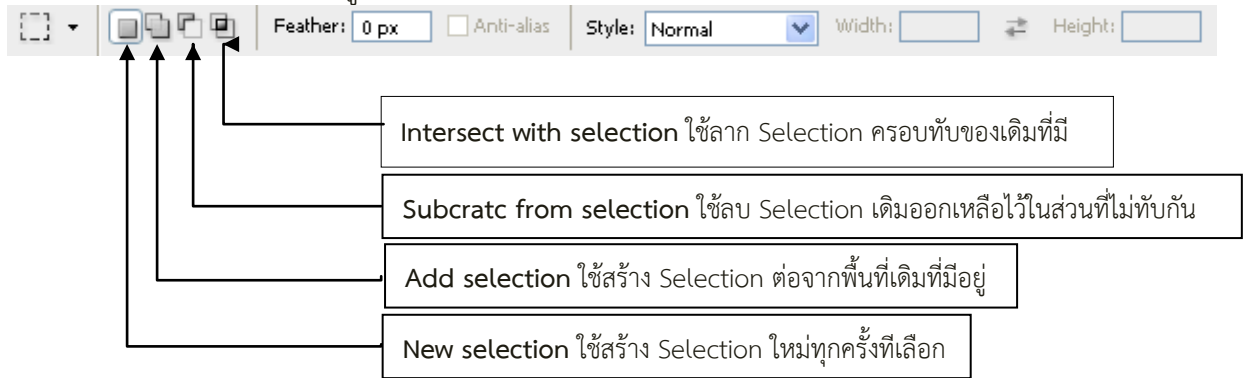 Feather: 0 px Anti-alias Style: Normal Width: Height:
Intersect with selection ใช้ลาก Selection ครอบทับของเดิมที่มี
Subcratc from selection ใช้ลบ Selection เดิมออกเหลือไว้ในส่วนที่ไม่ทับกัน
Add selection ใช้สร้าง Selection ต่อจากพื้นที่เดิมที่มีอยู่
New selection ใช้สร้าง Selection ใหม่ทุกครั้งทีเลือก